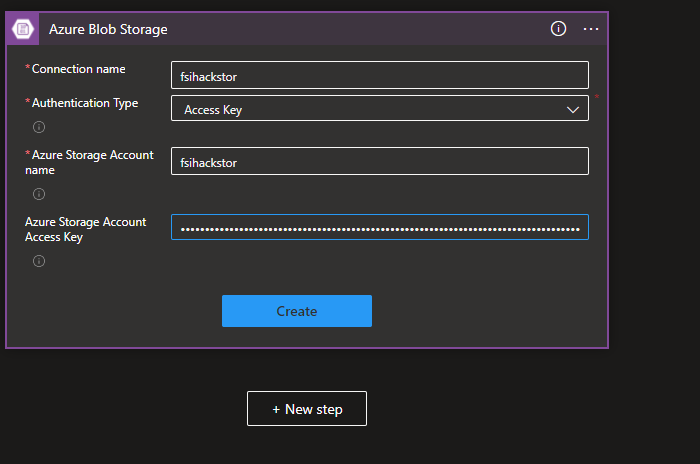 Azure Blob Storage
* Connection name
fsihackstor
* Authentication Type
Access Key
*
* Azure Storage Account
name
fsihackstor
Azure Storage Account
Access Key
Create
+ New step